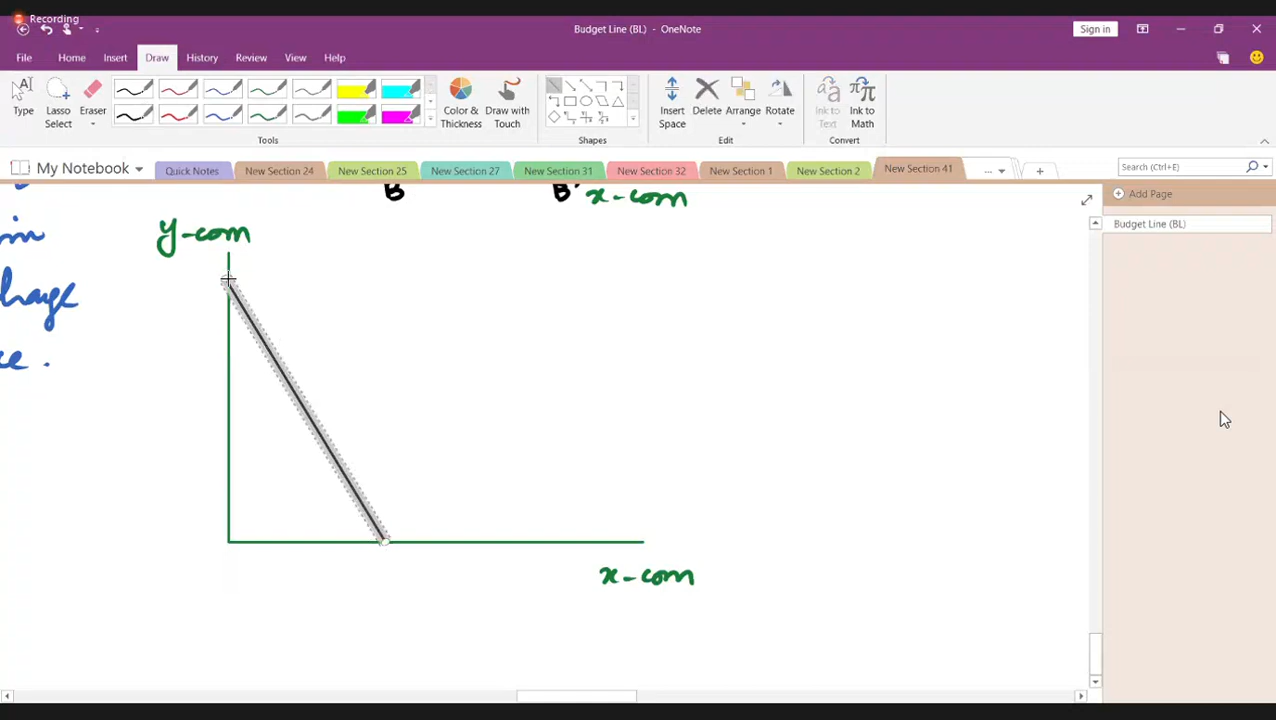 Recording
Budget Line (BL) - OneNote
Sign in
File Home Insert Draw History Review View Help
Type
Lasso Select
Eraser
Color & Thickness
Draw with Touch
Insert Space
Delete
Arrange
Rotate
Ink to Text
Ink to Math
Tools
Shapes
Edit
Convert
My Notebook
Quick Notes
New Section 24
New Section 25
New Section 27
New Section 31
New Section 32
New Section 1
New Section 2
New Section 41
...
Search (Ctrl+E)
Add Page
Budget Line (BL)
B B' x-com
y-com
x-com